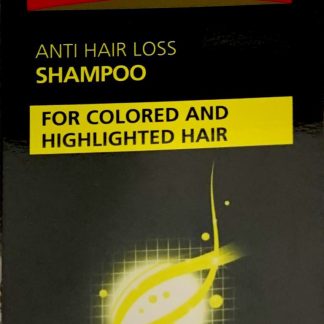 ANTI HAIR LOSS
SHAMPOO
FOR COLORED AND
HIGHLIGHTED HAIR